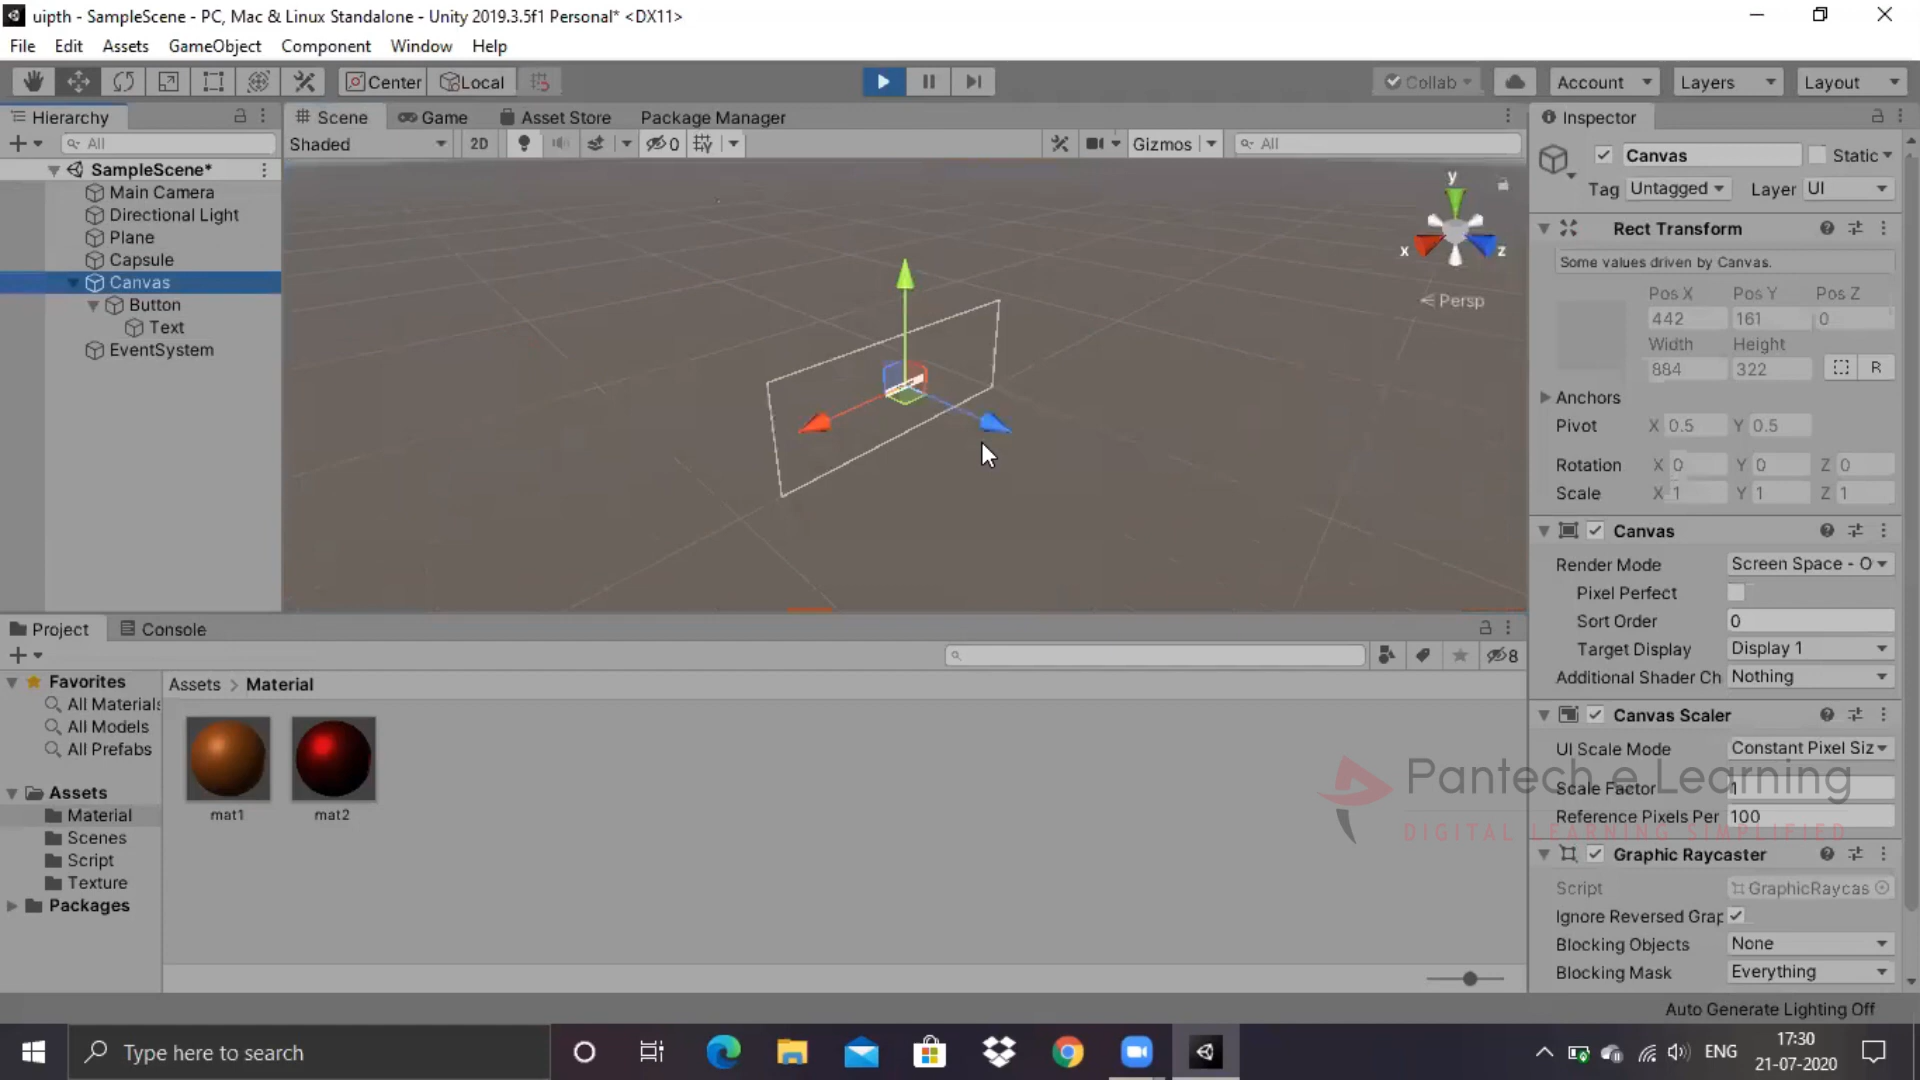 uipth - SampleScene - PC, Mac & Linux Standalone - Unity 2019.3.5f1 Personal* <DX11>
File Edit Assets GameObject Component Window Help
Center Local Collab Account Layers Layout
Hierarchy
All
SampleScene*
Main Camera
Directional Light
Plane
Capsule
Canvas
Button
Text
EventSystem
Scene Game Asset Store Package Manager
Shaded 2D 0 Gizmos All
y
x z
Persp
Inspector
Canvas Static
Tag Untagged Layer UI
Rect Transform
Some values driven by Canvas.
Pos X Pos Y Pos Z
442 161 0
Width Height
884 322 R
Anchors
Pivot X 0.5 Y 0.5
Rotation X 0 Y 0 Z 0
Scale X 1 Y 1 Z 1
Canvas
Render Mode Screen Space - O
Pixel Perfect
Sort Order 0
Target Display Display 1
Additional Shader Ch Nothing
Canvas Scaler
UI Scale Mode Constant Pixel Siz
Scale Factor 1
Reference Pixels Per 100
Graphic Raycaster
Script GraphicRaycas
Ignore Reversed Grap
Blocking Objects None
Blocking Mask Everything
Pantech e Learning
DIGITAL LEARNING SIMPLIFIED
Project Console
8
Favorites
All Materials
All Models
All Prefabs
Assets
Material
Scenes
Script
Texture
Packages
Assets > Material
mat1 mat2
Auto Generate Lighting Off
Type here to search
ENG
17:30
21-07-2020